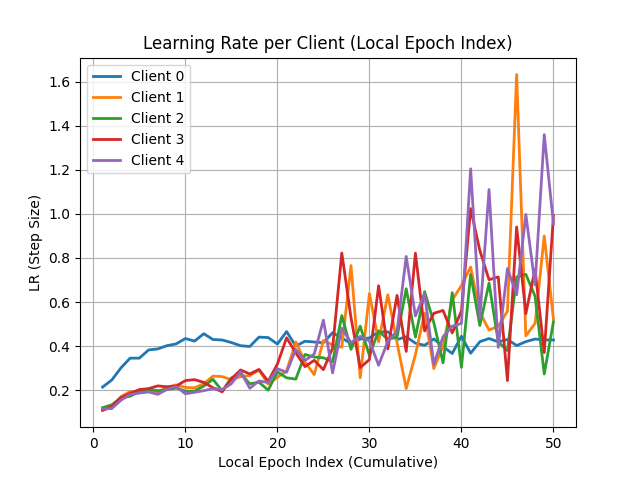 Learning Rate per Client (Local Epoch Index)
Client 0
Client 1
Client 2
Client 3
Client 4
LR (Step Size)
1.6
1.4
1.2
1.0
0.8
0.6
0.4
0.2
0
10
20
30
40
50
Local Epoch Index (Cumulative)